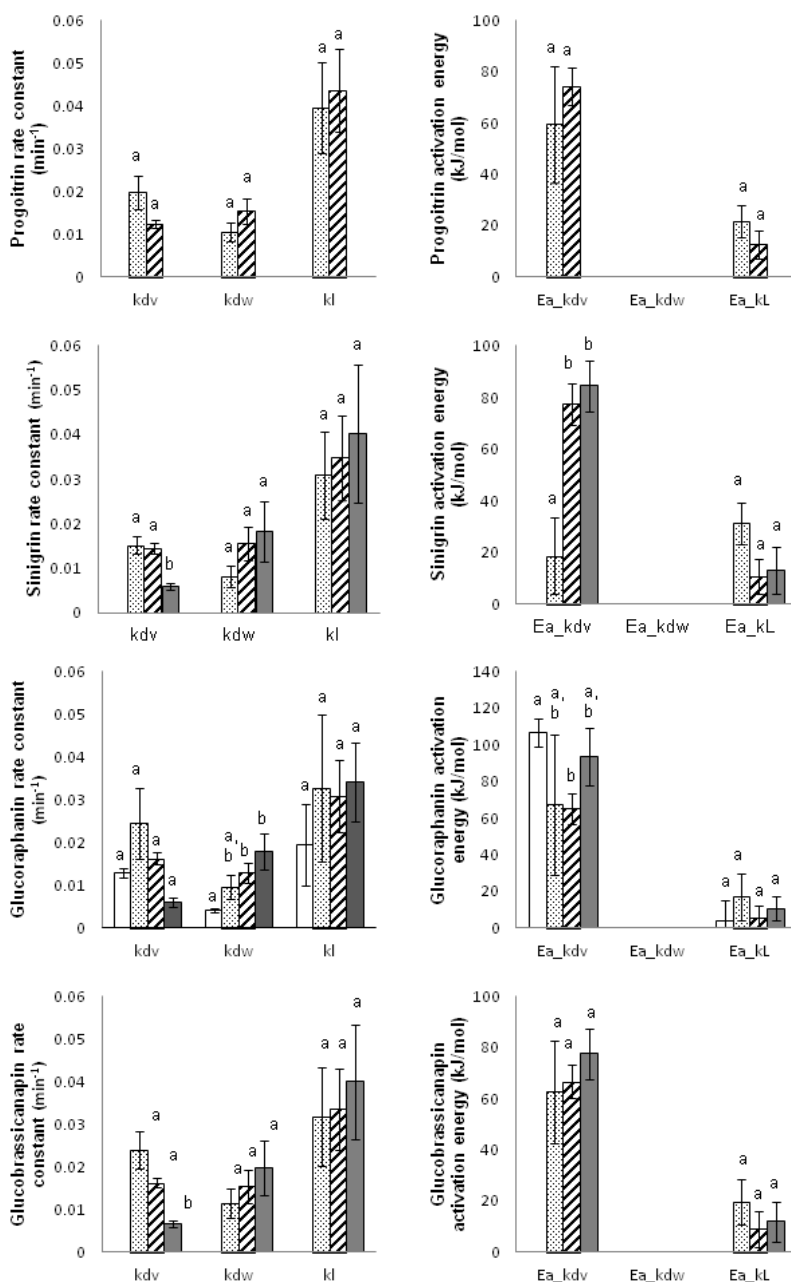 Progoitrin rate constant
(min-1)
0.06
0.05
0.04
0.03
0.02
0.01
0
a a
a a
a a
kdv kdw kl
Progoitrin activation energy
(kJ/mol)
100
80
60
40
20
0
a a
a a
Ea_kdv Ea_kdw Ea_kL
Sinigrin rate constant (min-1)
0.06
0.05
0.04
0.03
0.02
0.01
0
a a b
a a a
a a a
kdv kdw kl
Sinigrin activation energy
(kJ/mol)
100
80
60
40
20
0
a b b
a a a
Ea_kdv Ea_kdw Ea_kL
Glucoraphanin rate constant
(min-1)
0.06
0.05
0.04
0.03
0.02
0.01
0
a a a a
a a, b b b
a a a a
kdv kdw kl
Glucoraphanin activation
energy (kJ/mol)
140
120
100
80
60
40
20
0
a a, b b a, b
a a a a
Ea_kdv Ea_kdw Ea_kL
Glucobrassicanapin rate
constant (min-1)
0.06
0.05
0.04
0.03
0.02
0.01
0
a a b
a a a
a a a
kdv kdw kl
Glucobrassicanapin
activation energy (kJ/mol)
100
80
60
40
20
0
a a a
a a a
Ea_kdv Ea_kdw Ea_kL